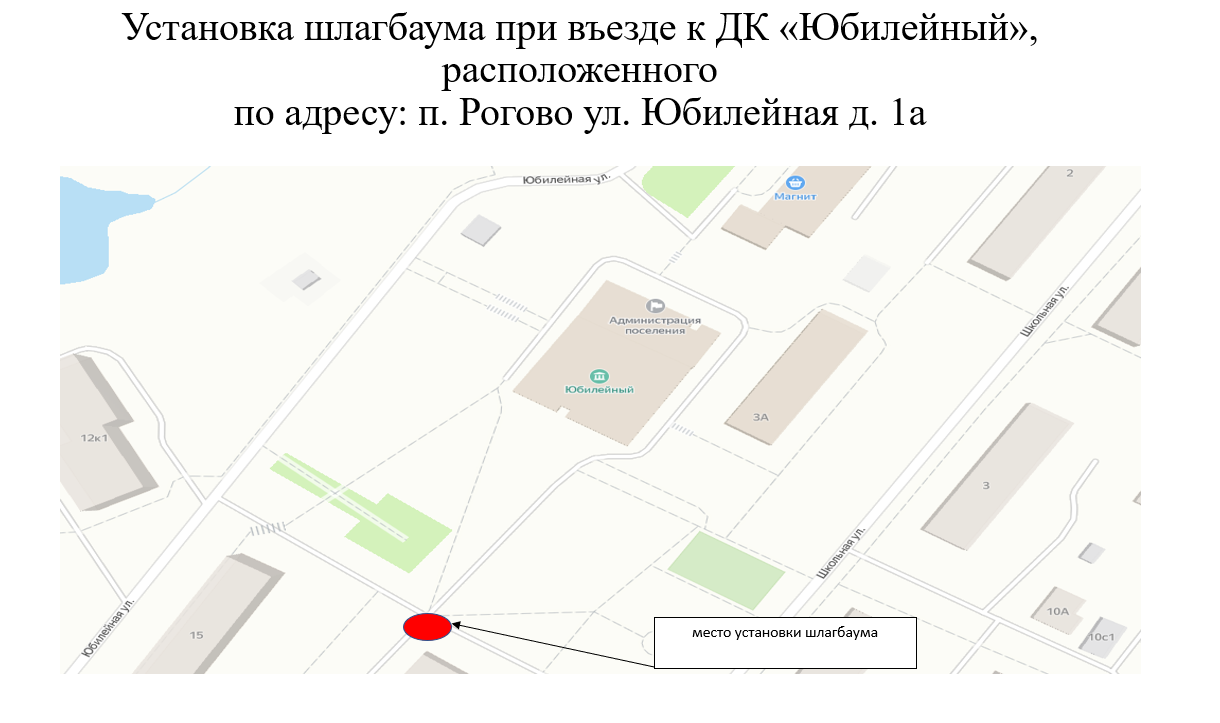 Установка шлагбаума при въезде к ДК «Юбилейный»,
расположенного
по адресу: п. Рогово ул. Юбилейная д. 1а
Юбилейная ул.
Магнит
2
Школьная ул.
Администрация
поселения
Юбилейный
3А
12к1
3
Школьная ул.
10А
10с1
15
Юбилейная ул.
место установки шлагбаума